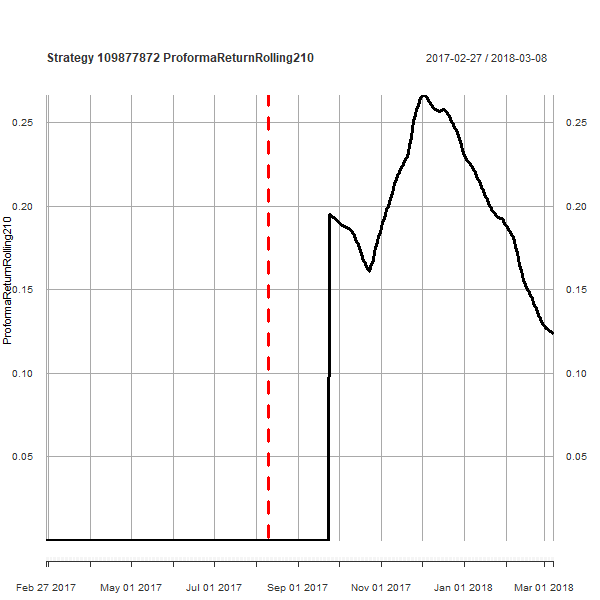 Strategy 109877872 ProformaReturnRolling210
2017-02-27 / 2018-03-08
ProformaReturnRolling210
0.25 0.25
0.20 0.20
0.15 0.15
0.10 0.10
0.05 0.05
Feb 27 2017 May 01 2017 Jul 01 2017 Sep 01 2017 Nov 01 2017 Jan 01 2018 Mar 01 2018